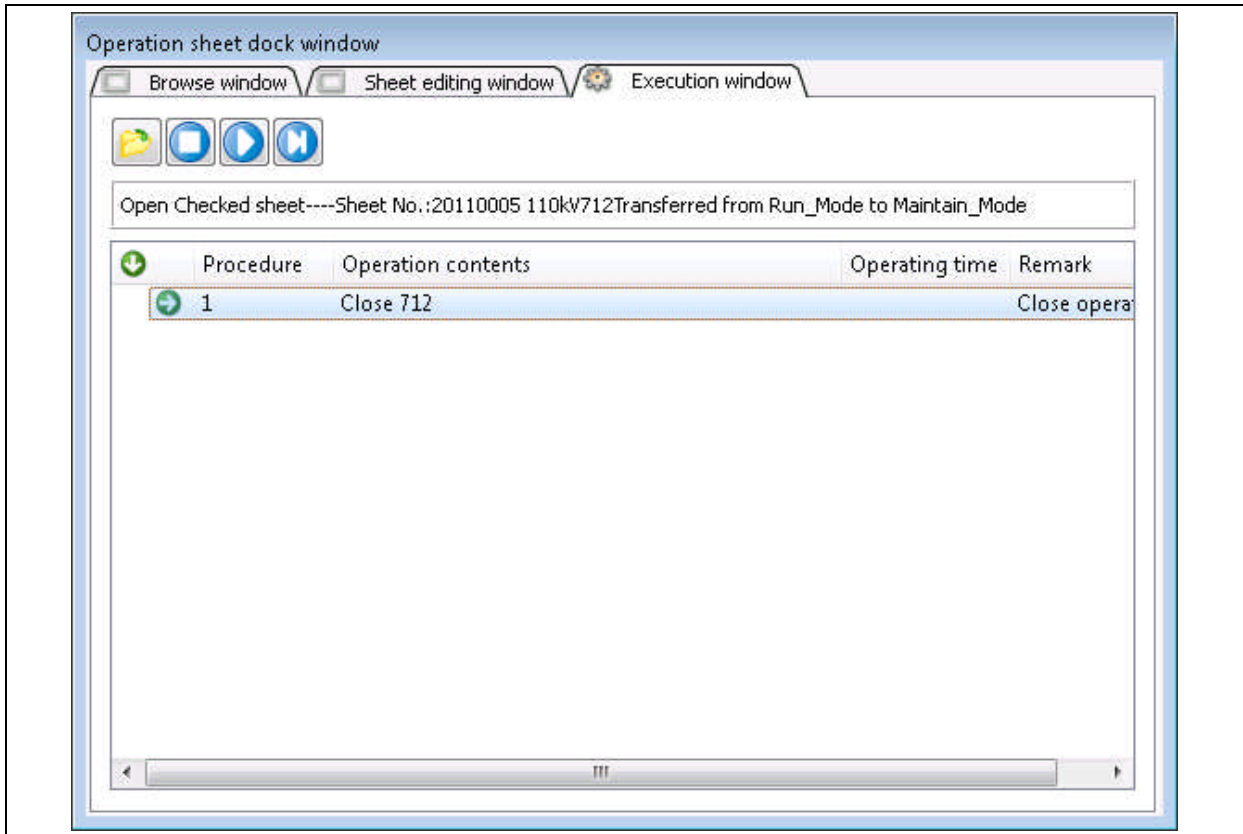 Operation sheet dock window
Browse window Sheet editing window Execution window
Open Checked sheet----Sheet No.:20110005 110kV712Transferred from Run_Mode to Maintain_Mode
Procedure Operation contents Operating time Remark
1 Close 712 Close opera